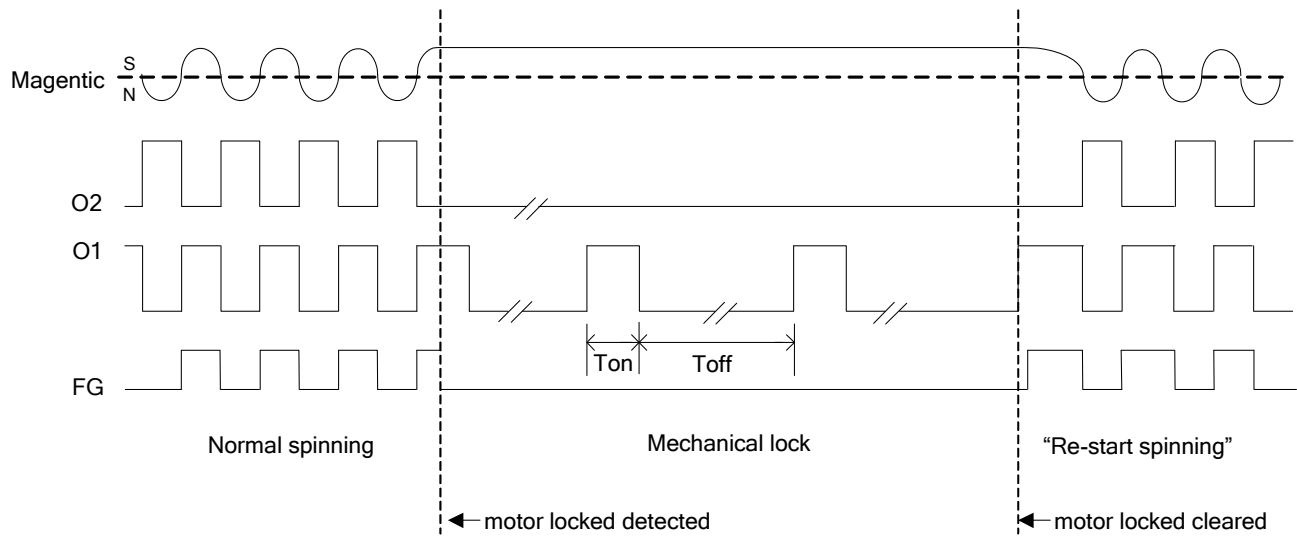 S
Magentic
N
O2
O1
Ton
Toff
FG
Normal spinning
Mechanical lock
“Re-start spinning”
motor locked detected
motor locked cleared